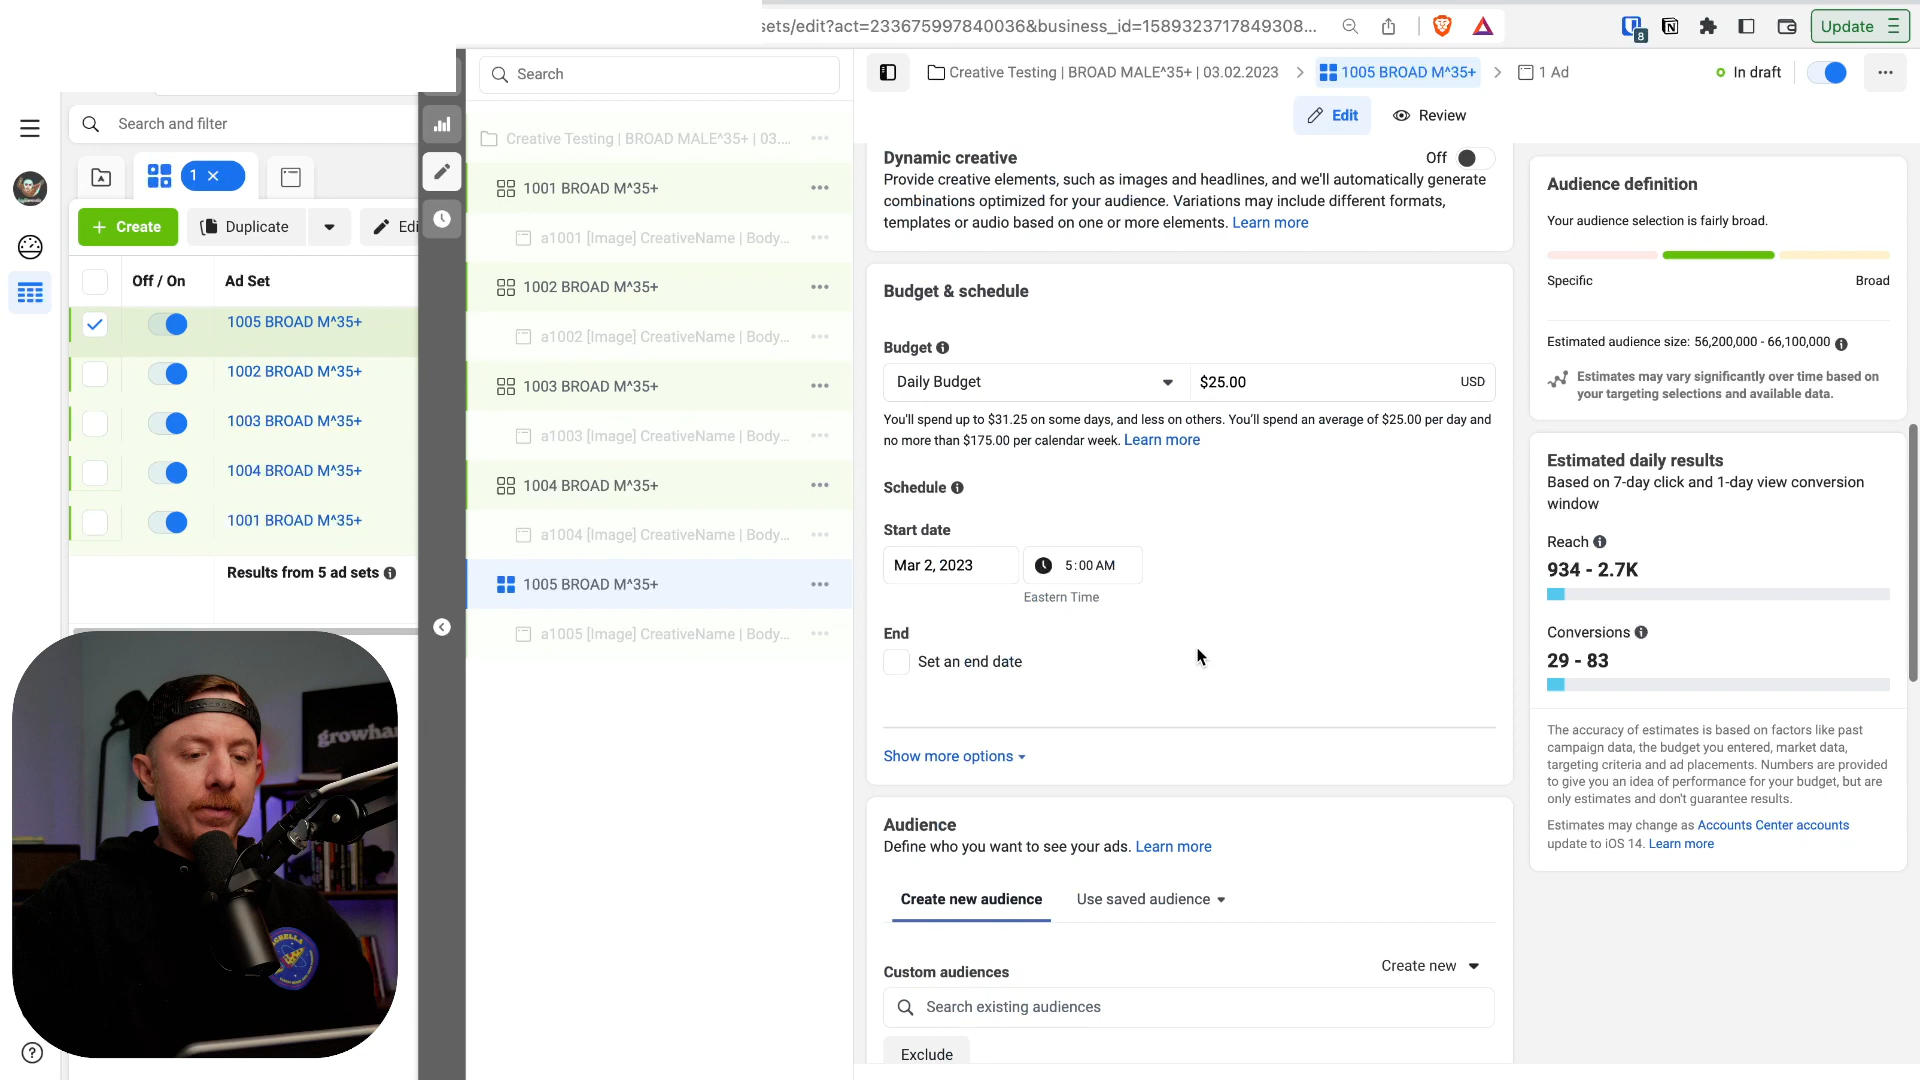 sets/edit?act=233675997840036&business_id=1589323717849308...
8
Update
Search
Creative Testing | BROAD MALE^35+ | 03.02.2023
1005 BROAD M^35+
1 Ad
In draft
Edit
Review
Search and filter
1
Create
Duplicate
Edi
Off / On
Ad Set
1005 BROAD M^35+
1002 BROAD M^35+
1003 BROAD M^35+
1004 BROAD M^35+
1001 BROAD M^35+
Results from 5 ad sets
growha
Creative Testing | BROAD MALE^35+ | 03....
1001 BROAD M^35+
a1001 [Image] CreativeName | Body...
1002 BROAD M^35+
a1002 [Image] CreativeName | Body...
1003 BROAD M^35+
a1003 [Image] CreativeName | Body...
1004 BROAD M^35+
a1004 [Image] CreativeName | Body...
1005 BROAD M^35+
a1005 [Image] CreativeName | Body...
Dynamic creative
Off
Provide creative elements, such as images and headlines, and we'll automatically generate
combinations optimized for your audience. Variations may include different formats,
templates or audio based on one or more elements. Learn more
Budget & schedule
Budget
Daily Budget
$25.00
USD
You'll spend up to $31.25 on some days, and less on others. You'll spend an average of $25.00 per day and
no more than $175.00 per calendar week. Learn more
Schedule
Start date
Mar 2, 2023
5:00 AM
Eastern Time
End
Set an end date
Show more options
Audience
Define who you want to see your ads. Learn more
Create new audience
Use saved audience
Custom audiences
Create new
Search existing audiences
Exclude
Audience definition
Your audience selection is fairly broad.
Specific
Broad
Estimated audience size: 56,200,000 - 66,100,000
Estimates may vary significantly over time based on
your targeting selections and available data.
Estimated daily results
Based on 7-day click and 1-day view conversion
window
Reach
934 - 2.7K
Conversions
29 - 83
The accuracy of estimates is based on factors like past
campaign data, the budget you entered, market data,
targeting criteria and ad placements. Numbers are provided
to give you an idea of performance for your budget, but are
only estimates and don't guarantee results.
Estimates may change as Accounts Center accounts
update to iOS 14. Learn more